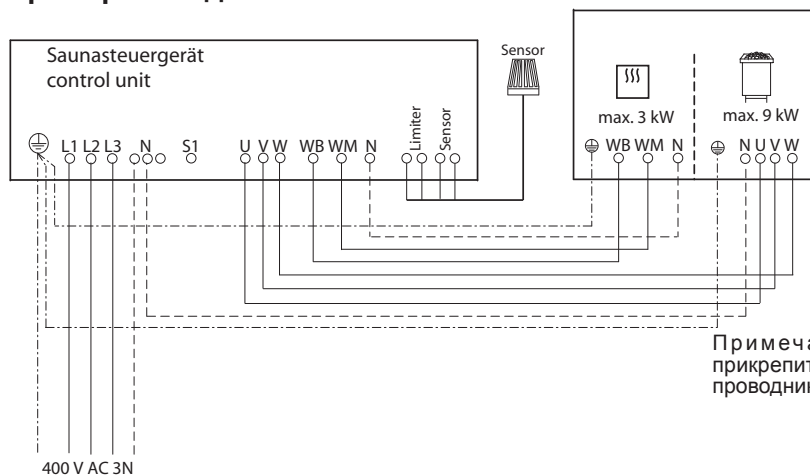 Saunasteuergerät
control unit
Sensor
max. 3 kW
max. 9 kW
Limiter
Sensor
L1 L2 L3 N S1 U V W WB WM N
WB WM N
N U V W
Примеча
прикрепит
проводник
400 V AC 3N